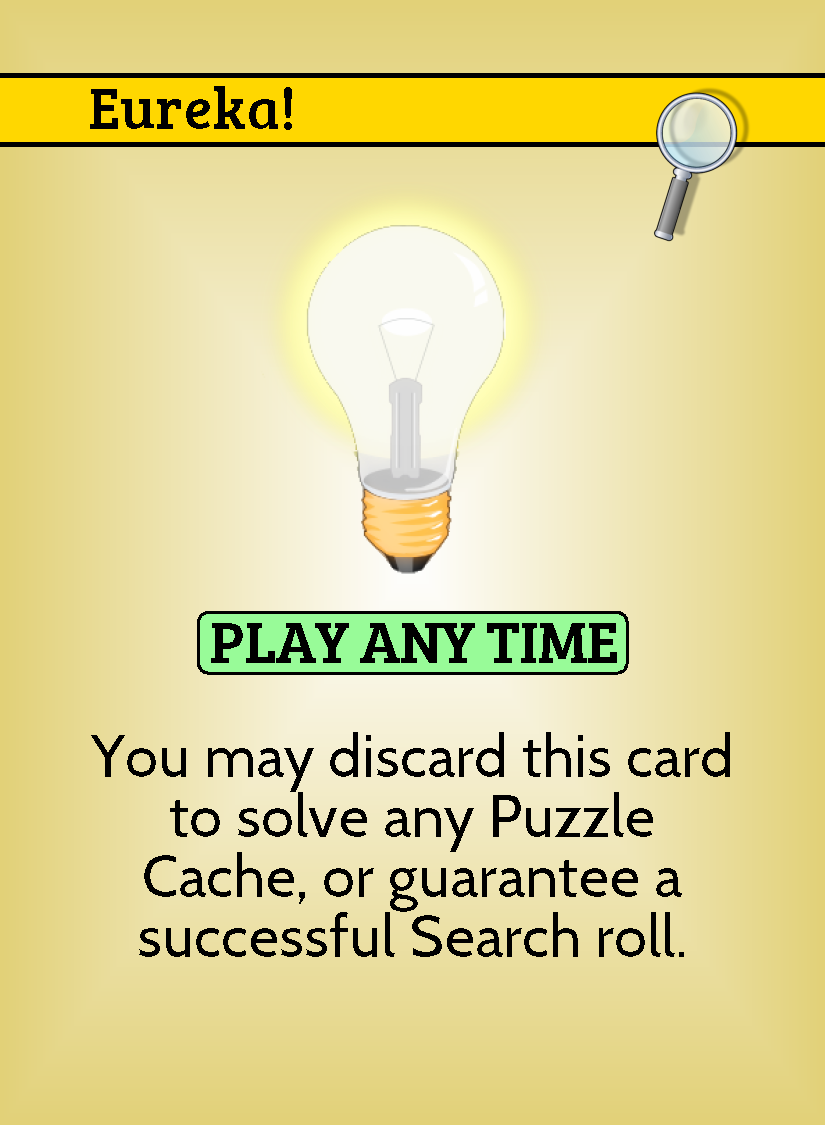 Eureka!
PLAY ANY TIME
You may discard this card
to solve any Puzzle
Cache, or guarantee a
successful Search roll.